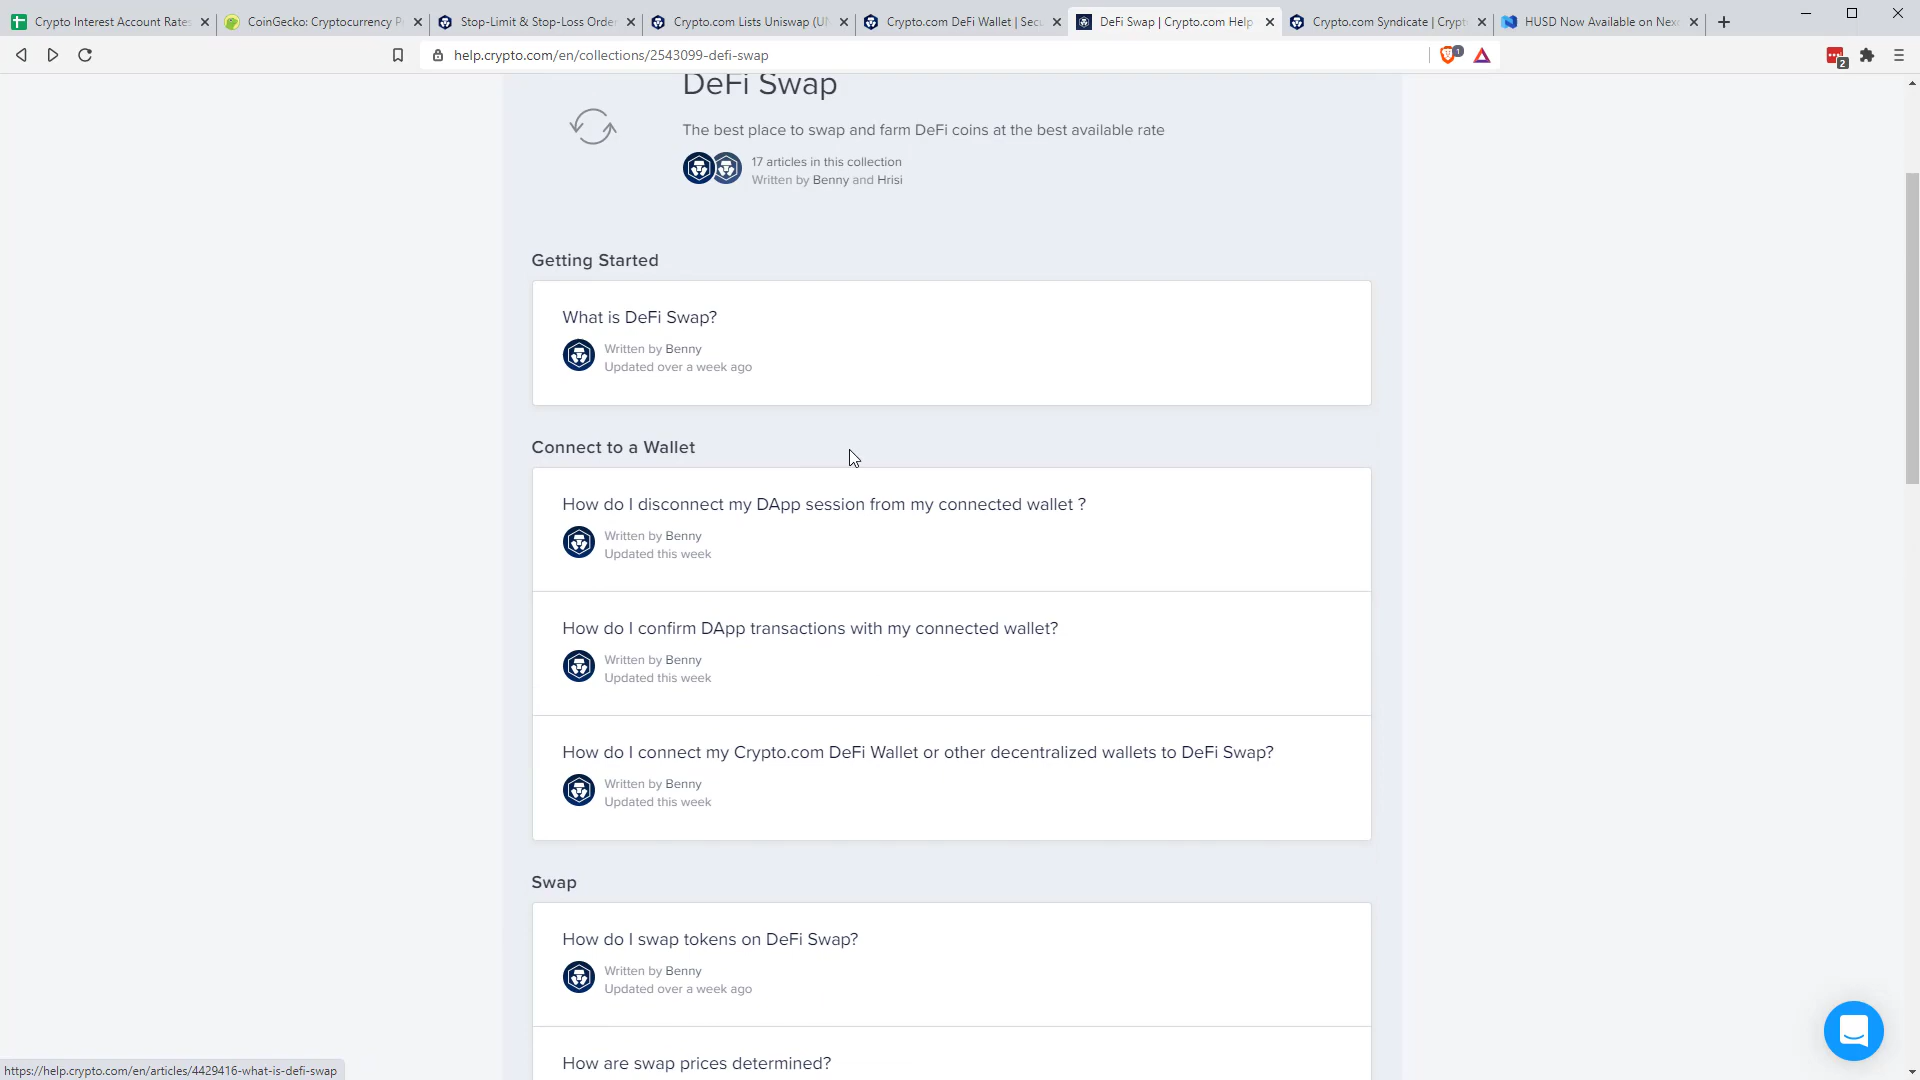 Crypto Interest Account Rates
CoinGecko: Cryptocurrency P
Stop-Limit & Stop-Loss Order
Crypto.com Lists Uniswap (UN
Crypto.com DeFi Wallet | Secu
DeFi Swap | Crypto.com Help
Crypto.com Syndicate | Crypt
HUSD Now Available on Nex
help.crypto.com/en/collections/2543099-defi-swap
1
2
DeFi Swap
The best place to swap and farm DeFi coins at the best available rate
17 articles in this collection
Written by Benny and Hrisi
Getting Started
What is DeFi Swap?
Written by Benny
Updated over a week ago
Connect to a Wallet
How do I disconnect my DApp session from my connected wallet ?
Written by Benny
Updated this week
How do I confirm DApp transactions with my connected wallet?
Written by Benny
Updated this week
How do I connect my Crypto.com DeFi Wallet or other decentralized wallets to DeFi Swap?
Written by Benny
Updated this week
Swap
How do I swap tokens on DeFi Swap?
Written by Benny
Updated over a week ago
How are swap prices determined?
https://help.crypto.com/en/articles/4429416-what-is-defi-swap